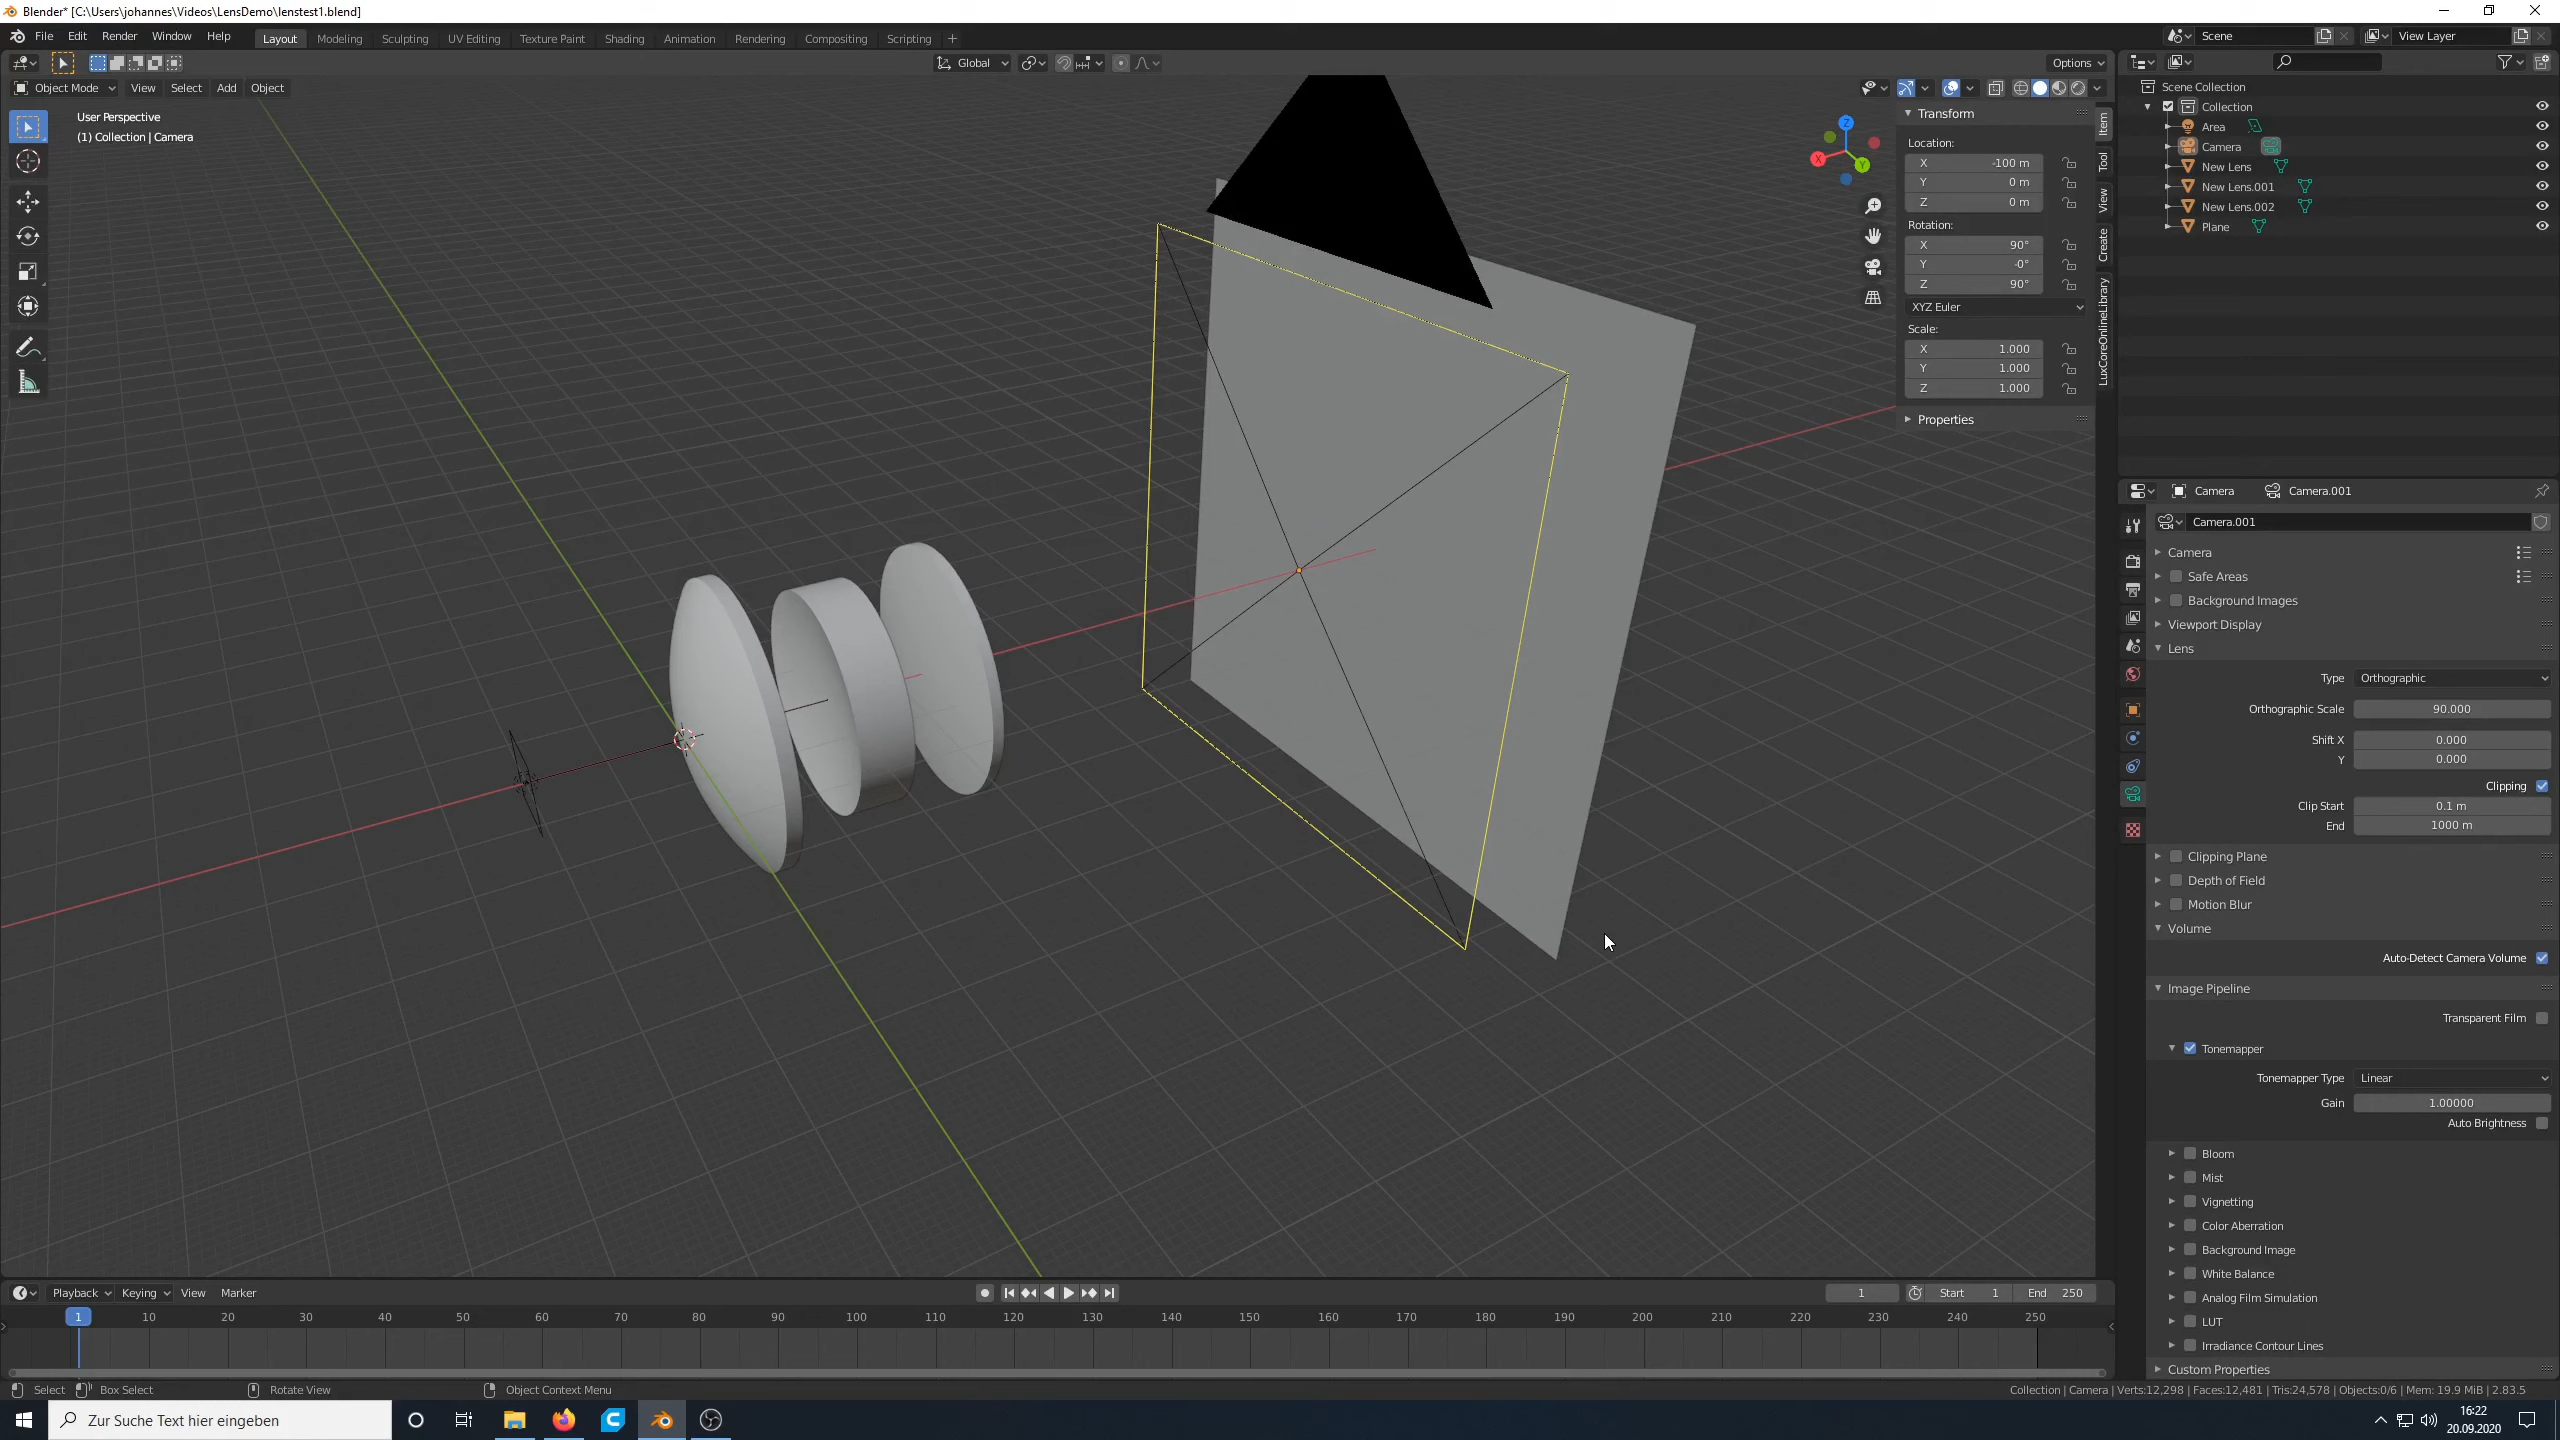 Blender* [C:\Users\johannes\Videos\LensDemo\lenstest1.blend]
File Edit Render Window Help Layout Modeling Sculpting UV Editing Texture Paint Shading Animation Rendering Compositing Scripting +
Scene View Layer
Global Options
Object Mode View Select Add Object
User Perspective
(1) Collection | Camera
Z
X
Y
Transform
Location:
X -100 m
Y 0 m
Z 0 m
Rotation:
X 90°
Y -0°
Z 90°
XYZ Euler
Scale:
X 1.000
Y 1.000
Z 1.000
Properties
Item
Tool
View
Create
LuxCoreOnlineLibrary
Scene Collection
Collection
Area
Camera
New Lens
New Lens.001
New Lens.002
Plane
Camera Camera.001
Camera.001
Camera
Safe Areas
Background Images
Viewport Display
Lens
Type Orthographic
Orthographic Scale 90.000
Shift X 0.000
Y 0.000
Clipping
Clip Start 0.1 m
End 1000 m
Clipping Plane
Depth of Field
Motion Blur
Volume
Auto-Detect Camera Volume
Image Pipeline
Transparent Film
Tonemapper
Tonemapper Type Linear
Gain 1.00000
Auto Brightness
Bloom
Mist
Vignetting
Color Aberration
Background Image
White Balance
Analog Film Simulation
LUT
Irradiance Contour Lines
Custom Properties
Playback Keying View Marker 1 Start 1 End 250
1 10 20 30 40 50 60 70 80 90 100 110 120 130 140 150 160 170 180 190 200 210 220 230 240 250
Select Box Select Rotate View Object Context Menu
Collection | Camera | Verts:12,298 | Faces:12,481 | Tris:24,578 | Objects:0/6 | Mem: 19.9 MiB | 2.83.5
Zur Suche Text hier eingeben
16:22
20.09.2020